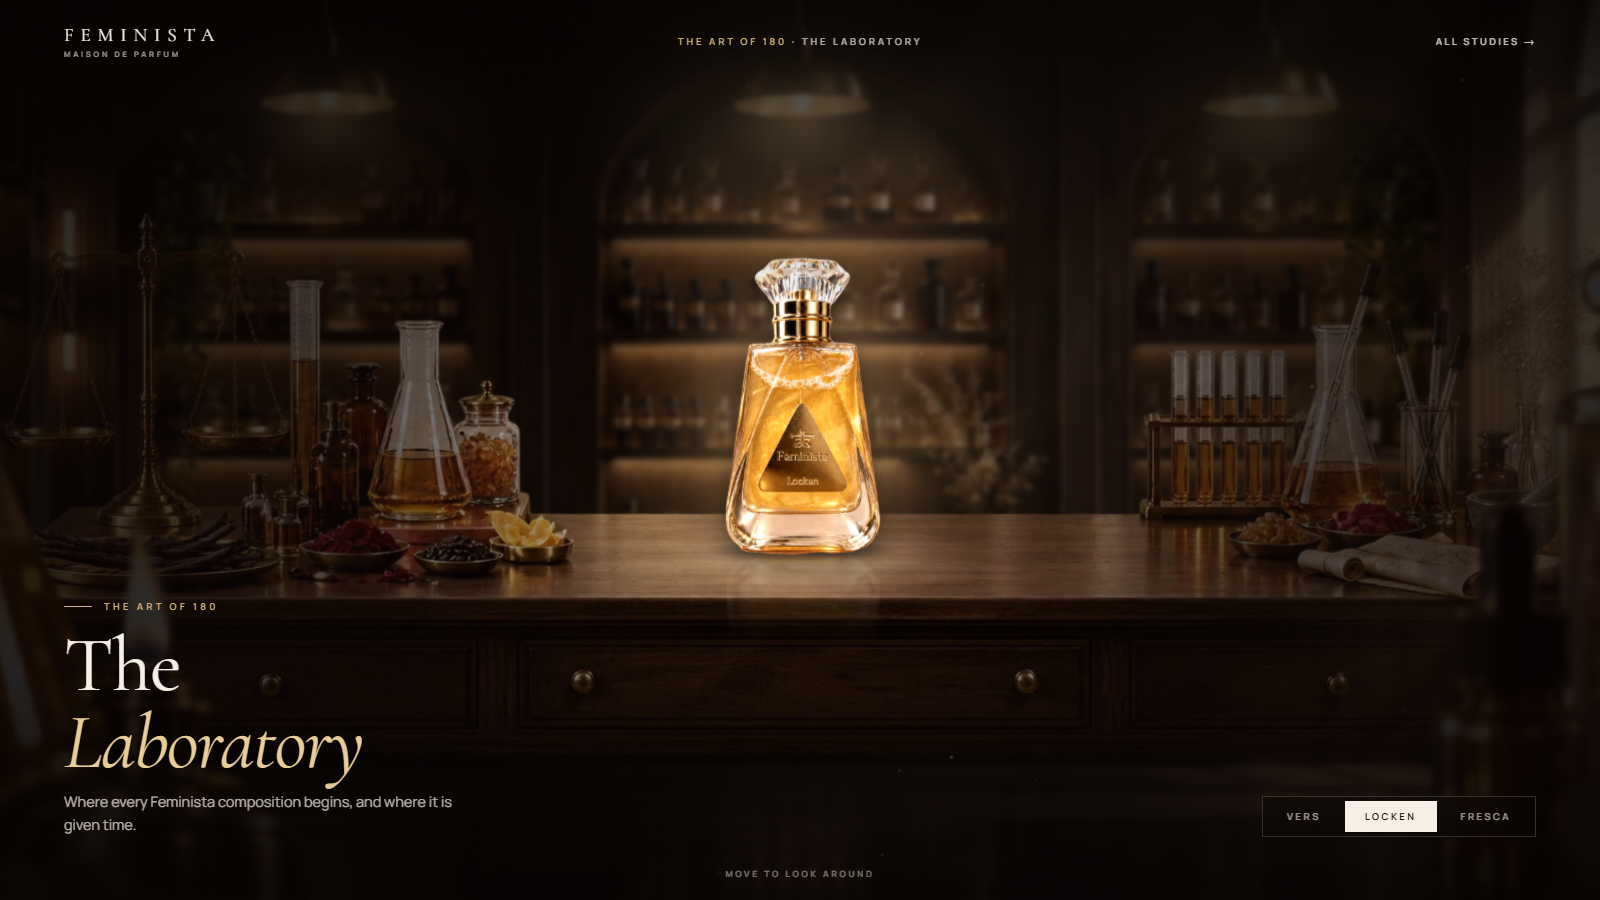 FEMINISTA
MAISON DE PARFUM
THE ART OF 180 · THE LABORATORY
ALL STUDIES →
Feminista
Locken
THE ART OF 180
The
Laboratory
Where every Feminista composition begins, and where it is
given time.
VERS
LOCKEN
FRESCA
MOVE TO LOOK AROUND